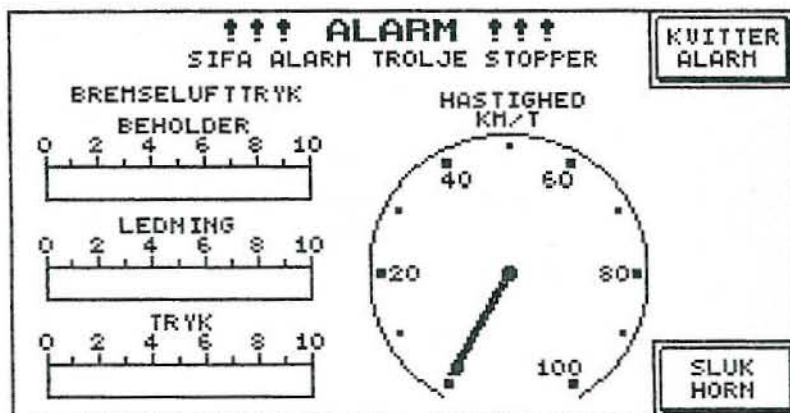 ! ! ! ALARM ! ! !
SIFA ALARM TROLJE STOPPER
KVITTER
ALARM
BREMSELUFTTRYK
BEHOLDER
0 2 4 6 8 10
LEDNING
0 2 4 6 8 10
TRYK
0 2 4 6 8 10
HASTIGHED
KM/T
40 60
20 80
100
SLUK
HORN